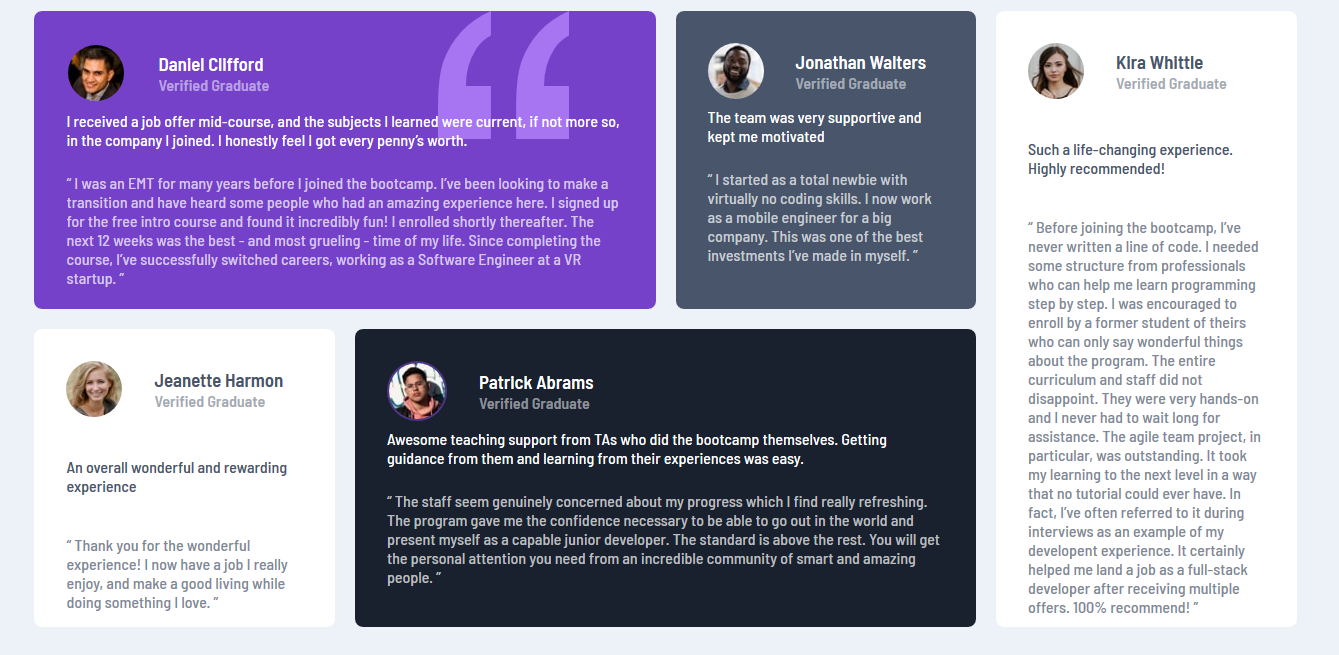 Daniel Clifford
Verified Graduate
I received a job offer mid-course, and the subjects I learned were current, if not more so,
in the company I joined. I honestly feel I got every penny’s worth.
“ I was an EMT for many years before I joined the bootcamp. I’ve been looking to make a
transition and have heard some people who had an amazing experience here. I signed up
for the free intro course and found it incredibly fun! I enrolled shortly thereafter. The
next 12 weeks was the best - and most grueling - time of my life. Since completing the
course, I’ve successfully switched careers, working as a Software Engineer at a VR
startup. ”
Jonathan Walters
Verified Graduate
The team was very supportive and
kept me motivated
“ I started as a total newbie with
virtually no coding skills. I now work
as a mobile engineer for a big
company. This was one of the best
investments I’ve made in myself. ”
Kira Whittle
Verified Graduate
Such a life-changing experience.
Highly recommended!
“ Before joining the bootcamp, I’ve
never written a line of code. I needed
some structure from professionals
who can help me learn programming
step by step. I was encouraged to
enroll by a former student of theirs
who can only say wonderful things
about the program. The entire
curriculum and staff did not
disappoint. They were very hands-on
and I never had to wait long for
assistance. The agile team project, in
particular, was outstanding. It took
my learning to the next level in a way
that no tutorial could ever have. In
fact, I’ve often referred to it during
interviews as an example of my
developent experience. It certainly
helped me land a job as a full-stack
developer after receiving multiple
offers. 100% recommend! ”
Jeanette Harmon
Verified Graduate
An overall wonderful and rewarding
experience
“ Thank you for the wonderful
experience! I now have a job I really
enjoy, and make a good living while
doing something I love. ”
Patrick Abrams
Verified Graduate
Awesome teaching support from TAs who did the bootcamp themselves. Getting
guidance from them and learning from their experiences was easy.
“ The staff seem genuinely concerned about my progress which I find really refreshing.
The program gave me the confidence necessary to be able to go out in the world and
present myself as a capable junior developer. The standard is above the rest. You will get
the personal attention you need from an incredible community of smart and amazing
people. ”